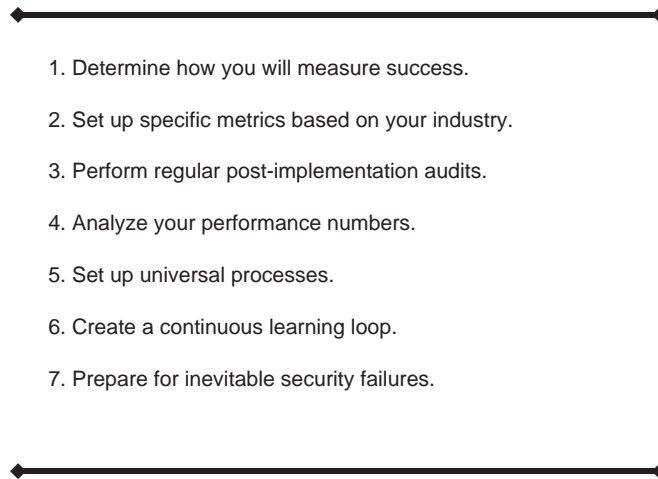 1. Determine how you will measure success.
2. Set up specific metrics based on your industry.
3. Perform regular post-implementation audits.
4. Analyze your performance numbers.
5. Set up universal processes.
6. Create a continuous learning loop.
7. Prepare for inevitable security failures.